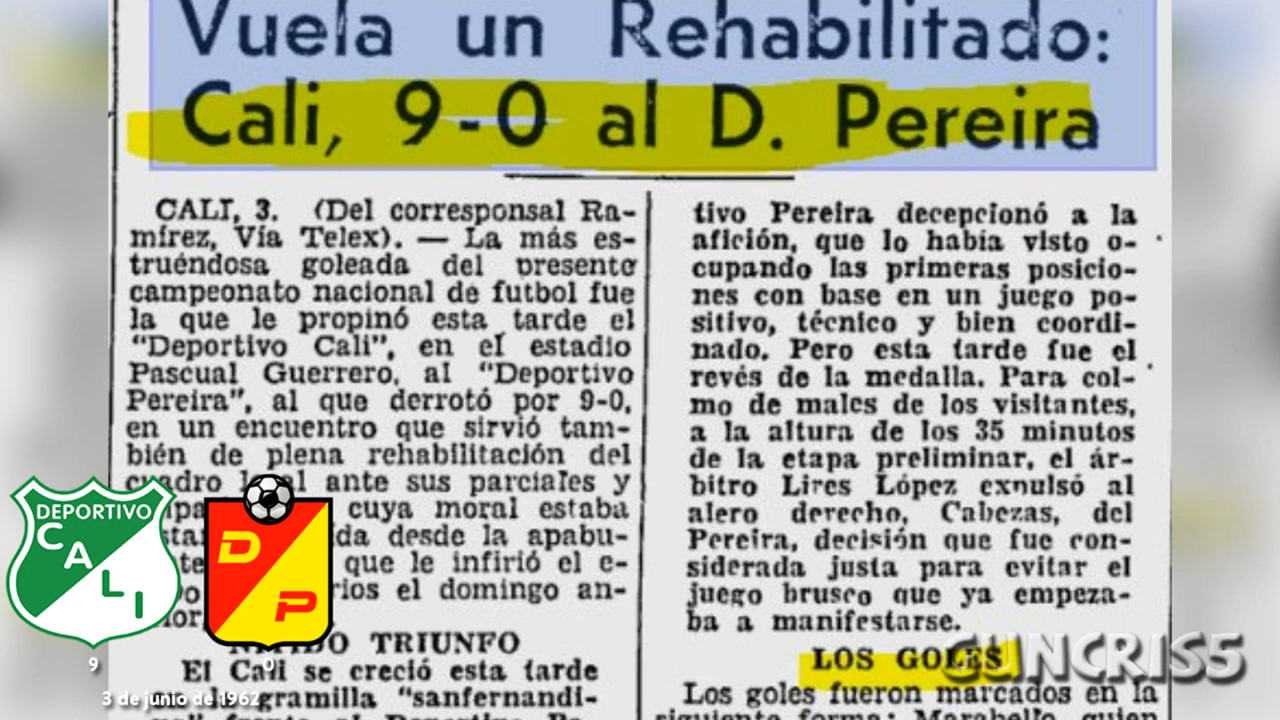 Vuela un Rehabilitado:
Cali, 9-0 al D. Pereira
CALI, 3. (Del corresponsal Ra-
mírez, Vía Telex). — La más es-
truéndosa goleada del presente
campeonato nacional de futbol fue
la que le propinó esta tarde el
"Deportivo Cali", en el estadio
Pascual Guerrero, al "Deportivo
Pereira", al que derrotó por 9-0,
en un encuentro que sirvió tam-
bién de plena rehabilitación del
cuadro ante sus parciales y
cuya moral estaba
desde la apabu-
que le infirió el e-
el domingo an-
TRIUNFO
El Cali se creció esta tarde
gramilla "sanfernandi-
tivo Pereira decepcionó a la
afición, que lo había visto o-
cupando las primeras posicio-
nes con base en un juego po-
sitivo, técnico y bien coordi-
nado. Pero esta tarde fue el
revés de la medalla. Para col-
mo de males de los visitantes,
a la altura de los 35 minutos
de la etapa preliminar, el ár-
bitro Lires López expulsó al
alero derecho, Cabezas, del
Pereira, decisión que fue con-
siderada justa para evitar el
juego brusco que ya empeza-
ba a manifestarse.
LOS GOLES
Los goles fueron marcados en la
siguiente forma: Marabello, quien
DEPORTIVO
CALI
DP
9
0
3 de junio de 1962
GUNCRIS5